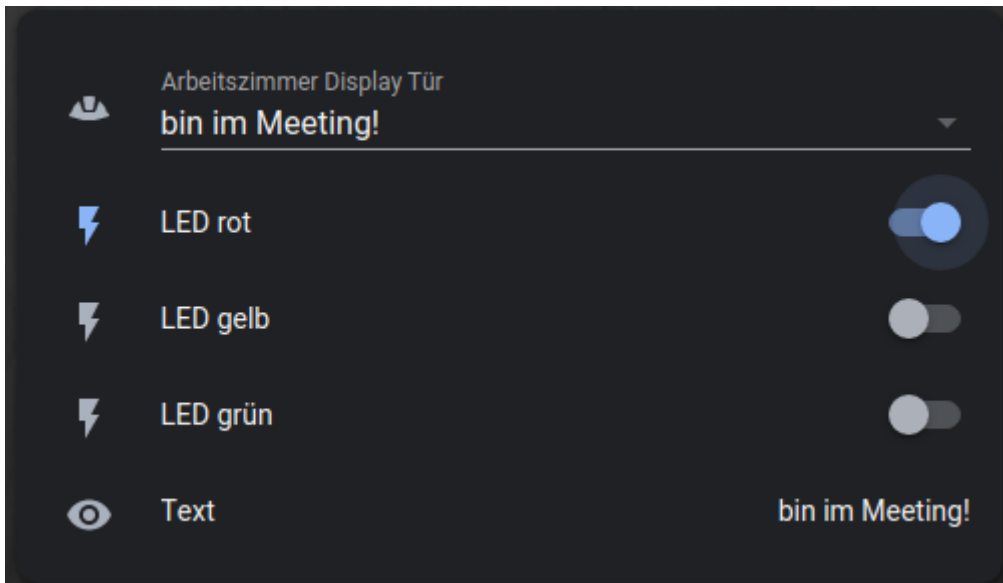 Arbeitszimmer Display Tür
bin im Meeting!
LED rot
LED gelb
LED grün
Text bin im Meeting!